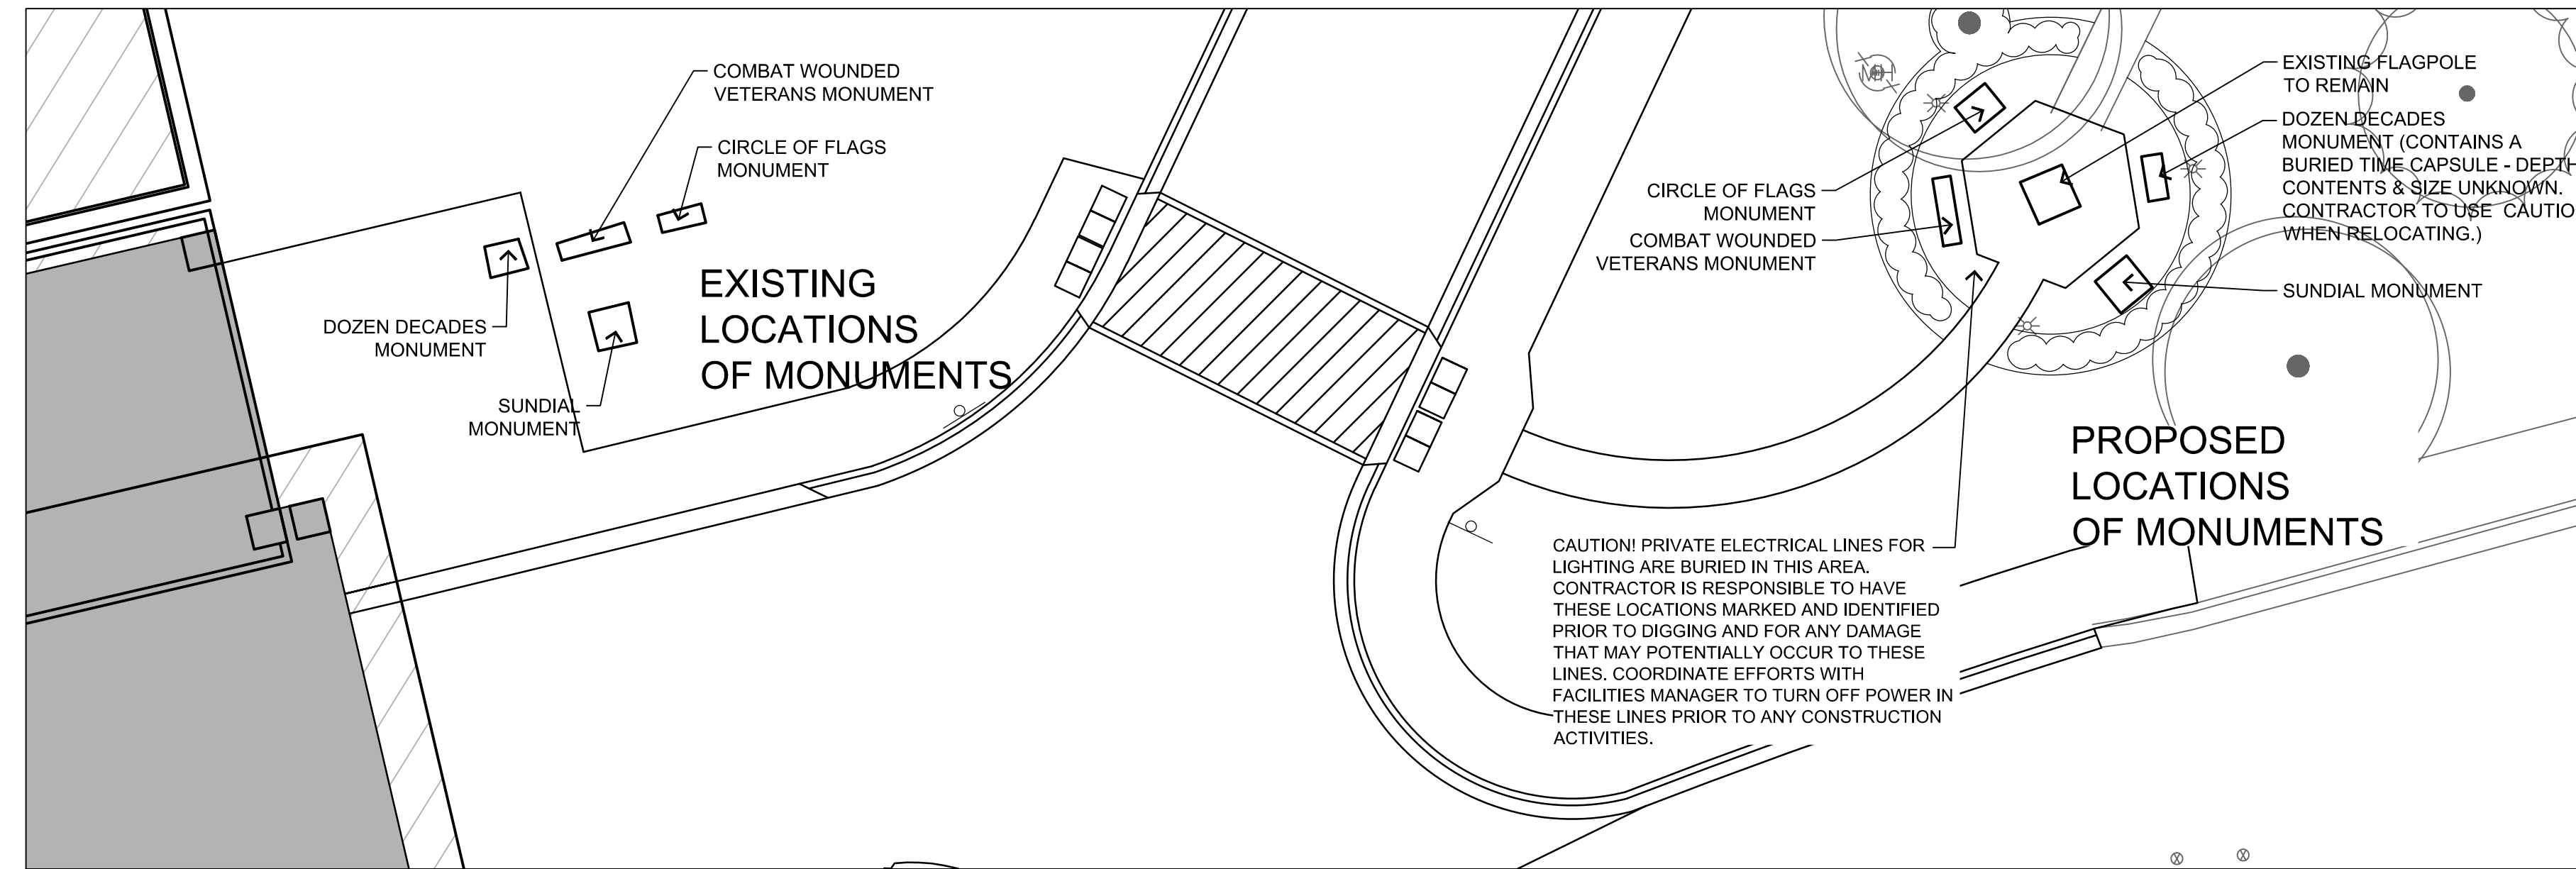 COMBAT WOUNDED
VETERANS MONUMENT
CIRCLE OF FLAGS
MONUMENT
DOZEN DECADES
MONUMENT
SUNDIAL
MONUMENT
EXISTING
LOCATIONS
OF MONUMENTS
MH
EXISTING FLAGPOLE
TO REMAIN
DOZEN DECADES
MONUMENT (CONTAINS A
BURIED TIME CAPSULE - DEPTH
CONTENTS & SIZE UNKNOWN.
CONTRACTOR TO USE CAUTIO
WHEN RELOCATING.)
CIRCLE OF FLAGS
MONUMENT
COMBAT WOUNDED
VETERANS MONUMENT
SUNDIAL MONUMENT
PROPOSED
LOCATIONS
OF MONUMENTS
CAUTION! PRIVATE ELECTRICAL LINES FOR
LIGHTING ARE BURIED IN THIS AREA.
CONTRACTOR IS RESPONSIBLE TO HAVE
THESE LOCATIONS MARKED AND IDENTIFIED
PRIOR TO DIGGING AND FOR ANY DAMAGE
THAT MAY POTENTIALLY OCCUR TO THESE
LINES. COORDINATE EFFORTS WITH
FACILITIES MANAGER TO TURN OFF POWER IN
THESE LINES PRIOR TO ANY CONSTRUCTION
ACTIVITIES.